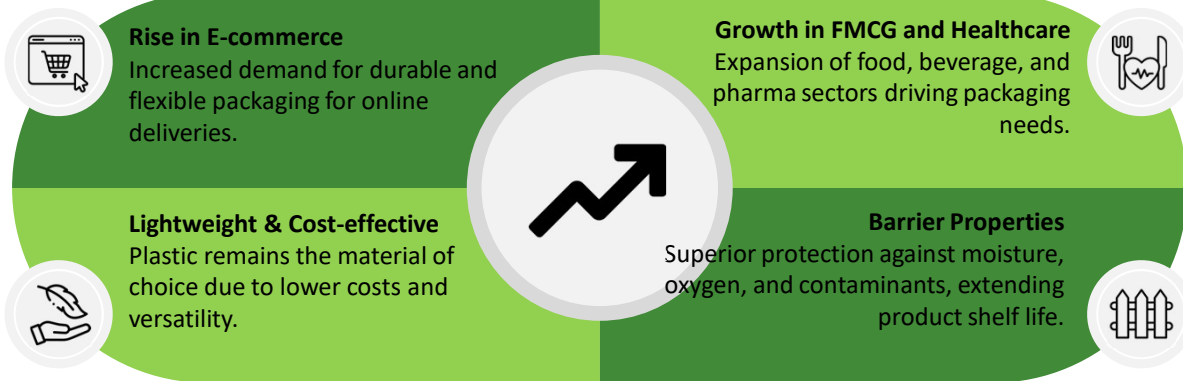 Rise in E-commerce
Increased demand for durable and
flexible packaging for online
deliveries.
Growth in FMCG and Healthcare
Expansion of food, beverage, and
pharma sectors driving packaging
needs.
Lightweight & Cost-effective
Plastic remains the material of
choice due to lower costs and
versatility.
Barrier Properties
Superior protection against moisture,
oxygen, and contaminants, extending
product shelf life.